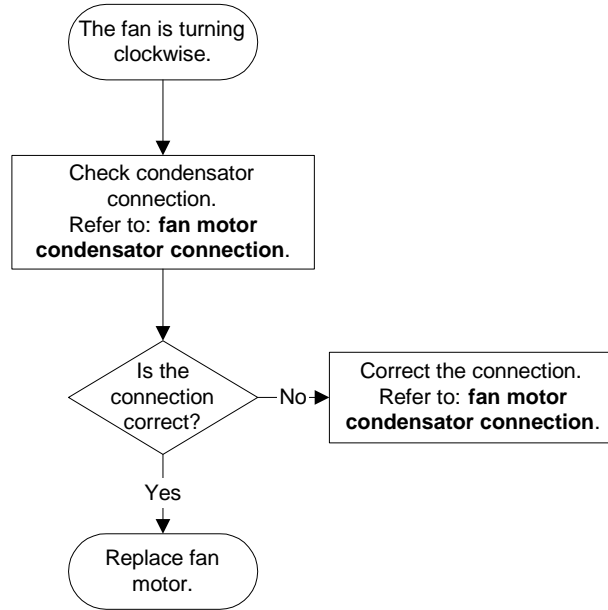 The fan is turning
clockwise.
Check condensator
connection.
Refer to: fan motor
condensator connection.
Is the
connection
correct?
No
Correct the connection.
Refer to: fan motor
condensator connection.
Yes
Replace fan
motor.